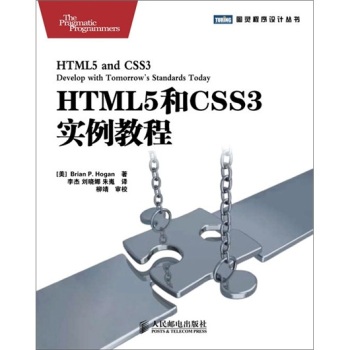 The
Pragmatic
Programmers
TURING 图灵程序设计丛书
HTML5 and CSS3
Develop with Tomorrow's Standards Today
HTML5和CSS3
实例教程
[美] Brian P. Hogan 著
李杰 刘晓娜 朱嵬 译
柳靖 审校
人民邮电出版社
POSTS & TELECOM PRESS